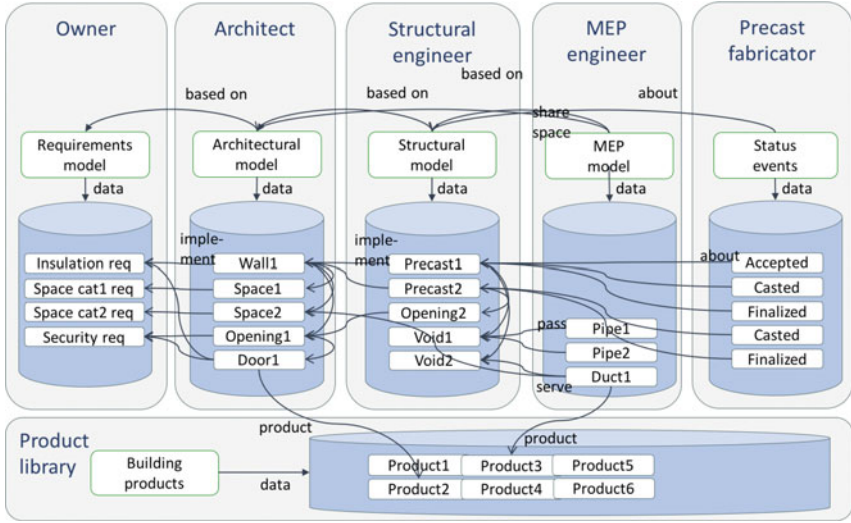 Owner
Architect
Structural
engineer
MEP
engineer
Precast
fabricator
based on
based on
based on
about
share
space
Requirements
model
Architectural
model
Structural
model
MEP
model
Status
events
data
data
data
data
data
imple-
ment
imple-
ment
about
Insulation req
Space cat1 req
Space cat2 req
Security req
Wall1
Space1
Space2
Opening1
Door1
Precast1
Precast2
Opening2
Void1
Void2
pass
serve
Pipe1
Pipe2
Duct1
Accepted
Casted
Finalized
Casted
Finalized
product
product
Product
library
Building
products
data
Product1
Product3
Product5
Product2
Product4
Product6